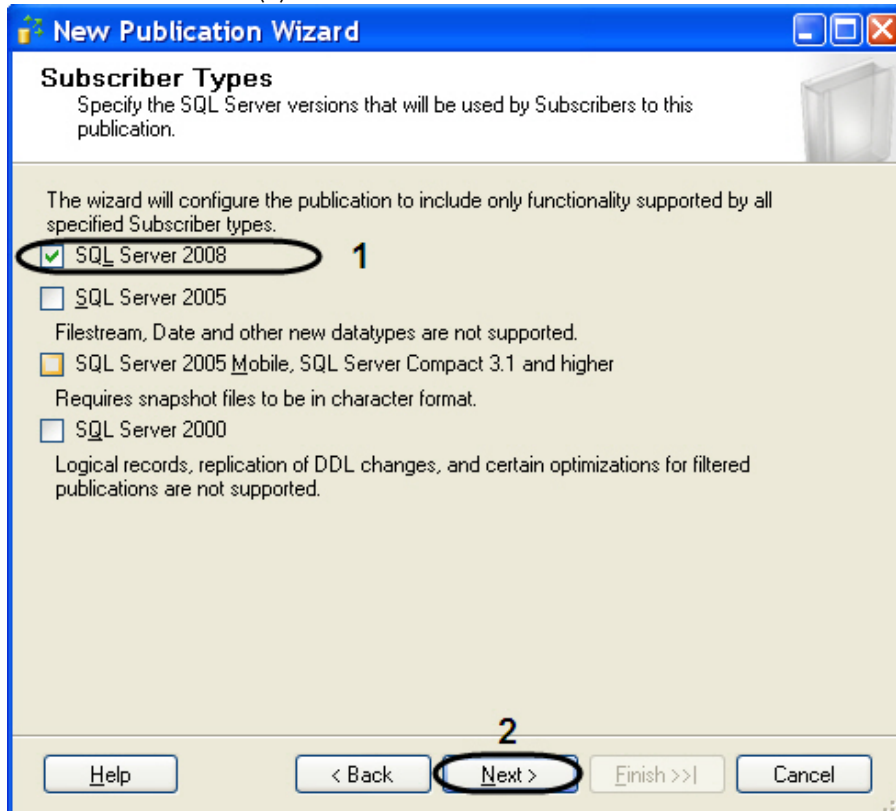 New Publication Wizard
Subscriber Types
Specify the SQL Server versions that will be used by Subscribers to this
publication.
The wizard will configure the publication to include only functionality supported by all
specified Subscriber types.
SQL Server 2008 1
SQL Server 2005
Filestream, Date and other new datatypes are not supported.
SQL Server 2005 Mobile, SQL Server Compact 3.1 and higher
Requires snapshot files to be in character format.
SQL Server 2000
Logical records, replication of DDL changes, and certain optimizations for filtered
publications are not supported.
2
Help < Back Next > Finish >>| Cancel